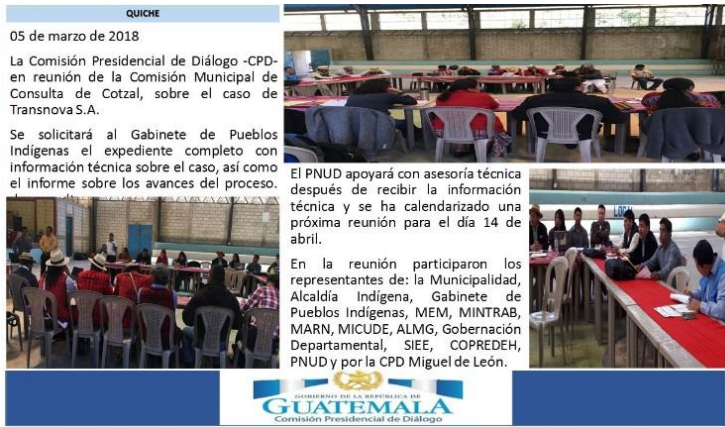 QUICHE
05 de marzo de 2018
La Comisión Presidencial de Diálogo -CPD-
en reunión de la Comisión Municipal de
Consulta de Cotzal, sobre el caso de
Transnova S.A.
Se solicitará al Gabinete de Pueblos
Indígenas el expediente completo con
información técnica sobre el caso, así como
el informe sobre los avances del proceso.
El PNUD apoyará con asesoría técnica
después de recibir la información
técnica y se ha calendarizado una
próxima reunión para el día 14 de
abril.
En la reunión participaron los
representantes de: la Municipalidad,
Alcaldía Indígena, Gabinete de
Pueblos Indígenas, MEM, MINTRAB,
MARN, MICUDE, ALMG, Gobernación
Departamental, SIEE, COPREDEH,
PNUD y por la CPD Miguel de León.
LOCAL
GOBIERNO DE LA REPÚBLICA DE
GUATEMALA
Comisión Presidencial de Diálogo